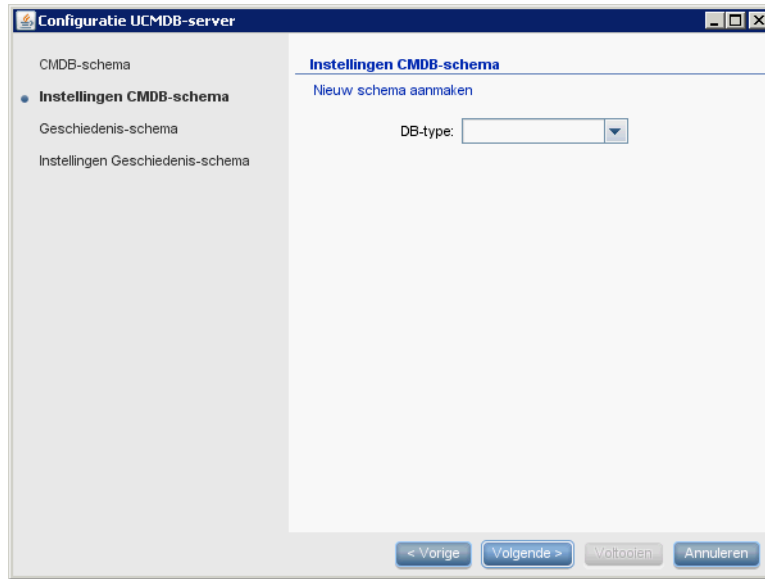 Configuratie UCMDB-server
CMDB-schema
Instellingen CMDB-schema
Geschiedenis-schema
Instellingen Geschiedenis-schema
Instellingen CMDB-schema
Nieuw schema aanmaken
DB-type:
< Vorige
Volgende >
Voltooien
Annuleren